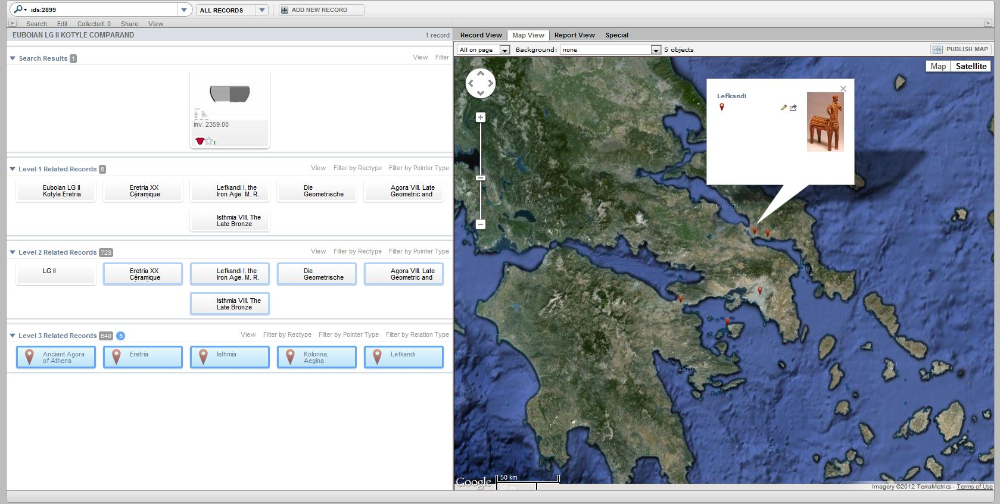 ids:2899
ALL RECORDS
ADD NEW RECORD
Search Edit Collected: 0 Share View
EUBOIAN LG II KOTYLE COMPARAND
1 record
Search Results 1
View Filter
inv. 2359.00
1
Level 1 Related Records 8
View Filter by Rectype Filter by Pointer Type
Euboian LG II
Kotyle Eretria
Eretria XX
Céramique
Lefkandi I, the
Iron Age. M. R.
Die
Geometrische
Agora VIII. Late
Geometric and
Isthmia VIII. The
Late Bronze
Level 2 Related Records 723
View Filter by Rectype Filter by Pointer Type
LG II
Eretria XX
Céramique
Lefkandi I, the
Iron Age. M. R.
Die
Geometrische
Agora VIII. Late
Geometric and
Isthmia VIII. The
Late Bronze
Level 3 Related Records 640 5
View Filter by Rectype Filter by Pointer Type Filter by Relation Type
Ancient Agora
of Athens
Eretria
Isthmia
Kolonna,
Aegina
Lefkandi
Record View Map View Report View Special
All on page
Background: none
5 objects
PUBLISH MAP
Map Satellite
Lefkandi
Google
50 km
20 mi
Imagery ©2012 TerraMetrics - Terms of Use